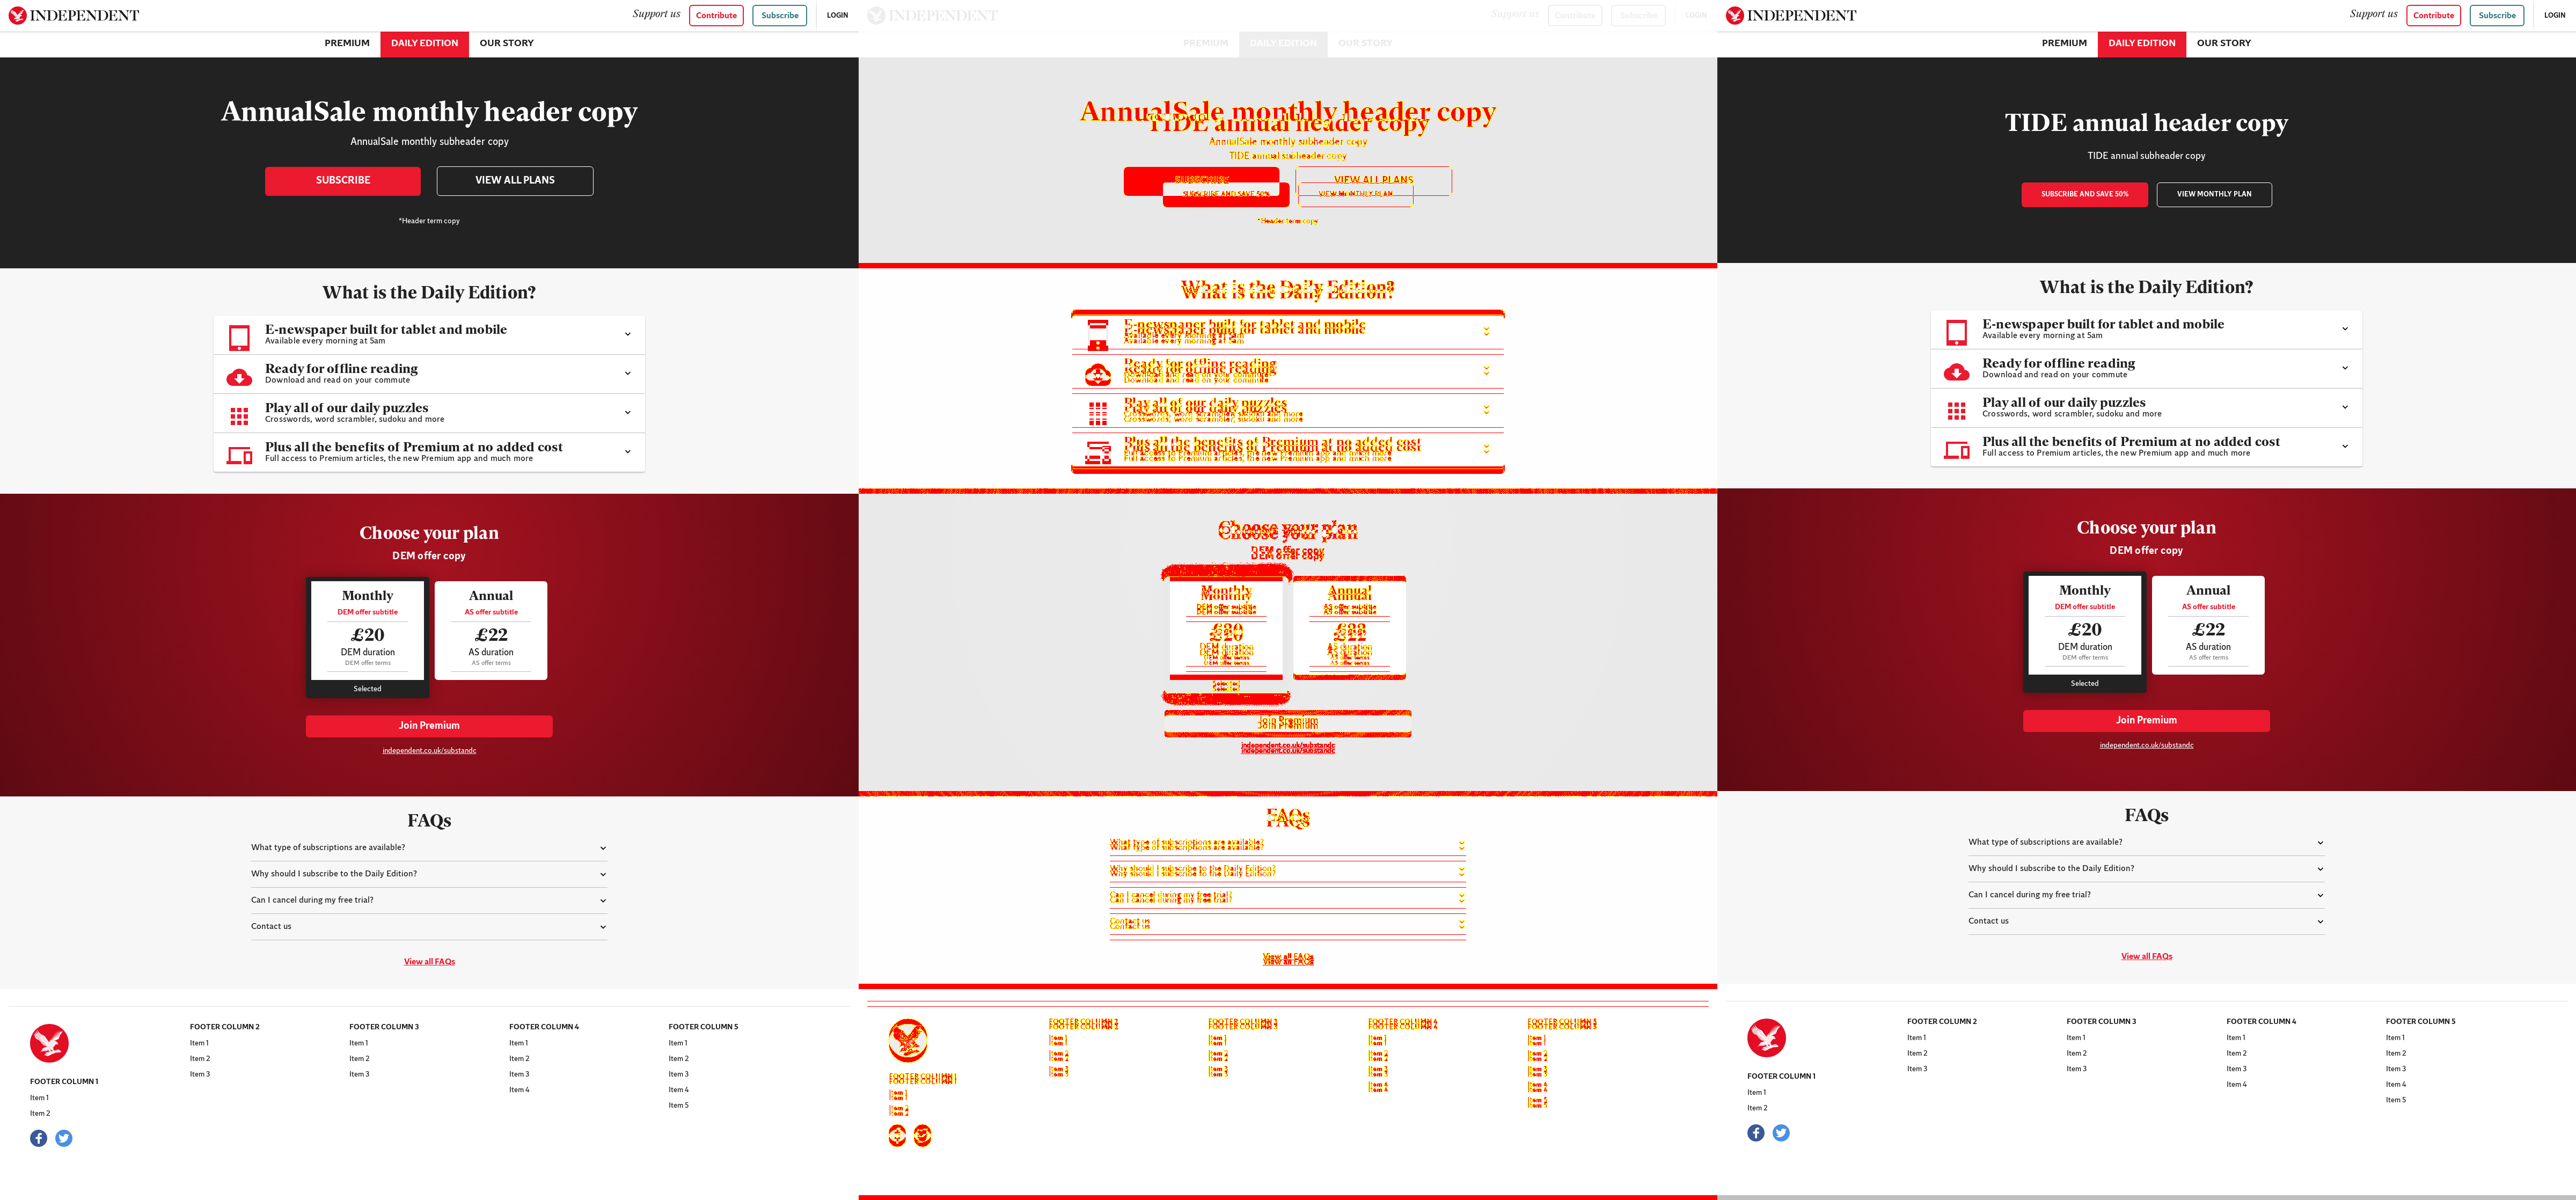 INDEPENDENT
Support us
Contribute
Subscribe
LOGIN
PREMIUM
DAILY EDITION
OUR STORY
AnnualSale monthly header copy
AnnualSale monthly subheader copy
SUBSCRIBE
VIEW ALL PLANS
*Header term copy
What is the Daily Edition?
E-newspaper built for tablet and mobile
Available every morning at 5am
Ready for offline reading
Download and read on your commute
Play all of our daily puzzles
Crosswords, word scrambler, sudoku and more
Plus all the benefits of Premium at no added cost
Full access to Premium articles, the new Premium app and much more
Choose your plan
DEM offer copy
Monthly
DEM offer subtitle
£20
DEM duration
DEM offer terms
Selected
Annual
AS offer subtitle
£22
AS duration
AS offer terms
Join Premium
independent.co.uk/substandc
FAQs
What type of subscriptions are available?
Why should I subscribe to the Daily Edition?
Can I cancel during my free trial?
Contact us
View all FAQs
FOOTER COLUMN 1
Item 1
Item 2
FOOTER COLUMN 2
Item 1
Item 2
Item 3
FOOTER COLUMN 3
Item 1
Item 2
Item 3
FOOTER COLUMN 4
Item 1
Item 2
Item 3
Item 4
FOOTER COLUMN 5
Item 1
Item 2
Item 3
Item 4
Item 5
INDEPENDENT
Support us
Contribute
Subscribe
LOGIN
PREMIUM
DAILY EDITION
OUR STORY
AnnualSale monthly header copy
TIDE annual header copy
AnnualSale monthly subheader copy
TIDE annual subheader copy
SUBSCRIBE
VIEW ALL PLANS
SUBSCRIBE AND SAVE 50%
VIEW MONTHLY PLAN
*Header term copy
What is the Daily Edition?
E-newspaper built for tablet and mobile
Available every morning at 5am
Ready for offline reading
Download and read on your commute
Play all of our daily puzzles
Crosswords, word scrambler, sudoku and more
Plus all the benefits of Premium at no added cost
Full access to Premium articles, the new Premium app and much more
Choose your plan
DEM offer copy
Monthly
DEM offer subtitle
£20
DEM duration
DEM offer terms
Annual
AS offer subtitle
£22
AS duration
AS offer terms
Join Premium
independent.co.uk/substandc
FAQs
What type of subscriptions are available?
Why should I subscribe to the Daily Edition?
Can I cancel during my free trial?
Contact us
View all FAQs
FOOTER COLUMN 1
Item 1
Item 2
FOOTER COLUMN 2
Item 1
Item 2
Item 3
FOOTER COLUMN 3
Item 1
Item 2
Item 3
FOOTER COLUMN 4
Item 1
Item 2
Item 3
Item 4
FOOTER COLUMN 5
Item 1
Item 2
Item 3
Item 4
Item 5
INDEPENDENT
Support us
Contribute
Subscribe
LOGIN
PREMIUM
DAILY EDITION
OUR STORY
TIDE annual header copy
TIDE annual subheader copy
SUBSCRIBE AND SAVE 50%
VIEW MONTHLY PLAN
What is the Daily Edition?
E-newspaper built for tablet and mobile
Available every morning at 5am
Ready for offline reading
Download and read on your commute
Play all of our daily puzzles
Crosswords, word scrambler, sudoku and more
Plus all the benefits of Premium at no added cost
Full access to Premium articles, the new Premium app and much more
Choose your plan
DEM offer copy
Monthly
DEM offer subtitle
£20
DEM duration
DEM offer terms
Selected
Annual
AS offer subtitle
£22
AS duration
AS offer terms
Join Premium
independent.co.uk/substandc
FAQs
What type of subscriptions are available?
Why should I subscribe to the Daily Edition?
Can I cancel during my free trial?
Contact us
View all FAQs
FOOTER COLUMN 1
Item 1
Item 2
FOOTER COLUMN 2
Item 1
Item 2
Item 3
FOOTER COLUMN 3
Item 1
Item 2
Item 3
FOOTER COLUMN 4
Item 1
Item 2
Item 3
Item 4
FOOTER COLUMN 5
Item 1
Item 2
Item 3
Item 4
Item 5